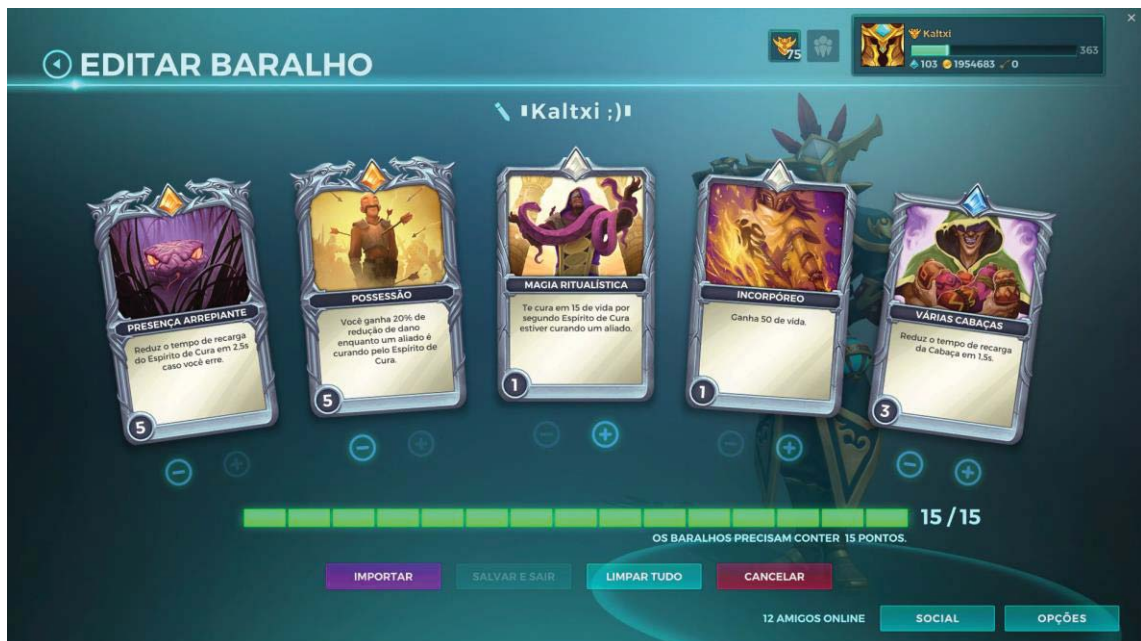 EDITAR BARALHO
75
Kaltxi
363
103 1954683 0
Kaltxi ;)
PRESENÇA ARREPIANTE
Reduz o tempo de recarga
do Espírito de Cura em 2,5s
caso você erre.
5
POSSESSÃO
Você ganha 20% de
redução de dano
enquanto um aliado é
curando pelo Espírito de
Cura.
5
MAGIA RITUALÍSTICA
Te cura em 15 de vida por
segundo Espírito de Cura
estiver curando um aliado.
1
INCORPÓREO
Ganha 50 de vida.
1
VÁRIAS CABAÇAS
Reduz o tempo de recarga
da Cabaça em 1,5s.
3
15 / 15
OS BARALHOS PRECISAM CONTER 15 PONTOS.
IMPORTAR
SALVAR E SAIR
LIMPAR TUDO
CANCELAR
12 AMIGOS ONLINE
SOCIAL
OPÇÕES